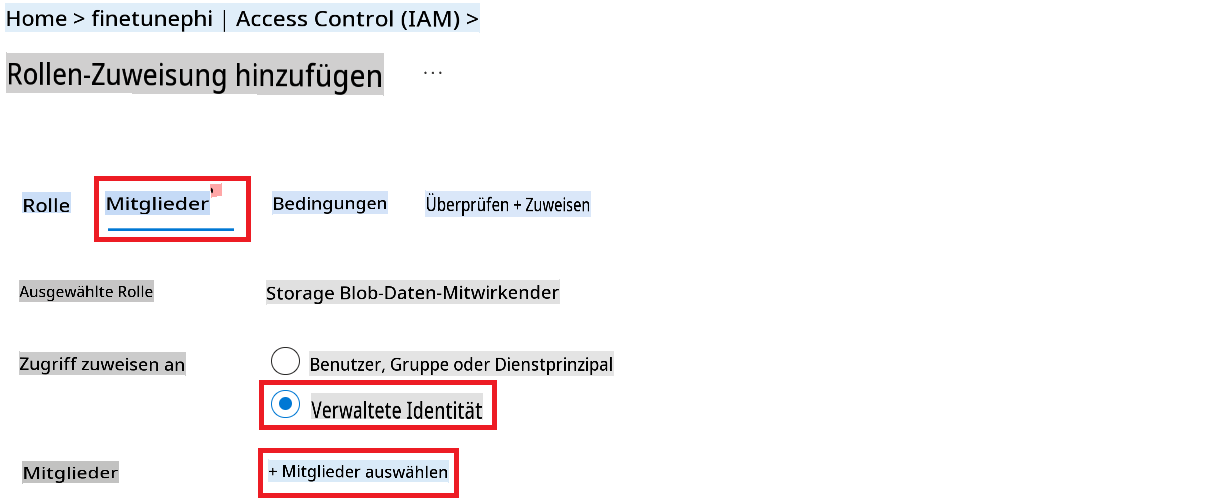 Home > finetunephi | Access Control (IAM) >
Rollen-Zuweisung hinzufügen ...
Rolle Mitglieder Bedingungen Überprüfen + Zuweisen
Ausgewählte Rolle Storage Blob-Daten-Mitwirkender
Zugriff zuweisen an Benutzer, Gruppe oder Dienstprinzipal
Verwaltete Identität
Mitglieder + Mitglieder auswählen